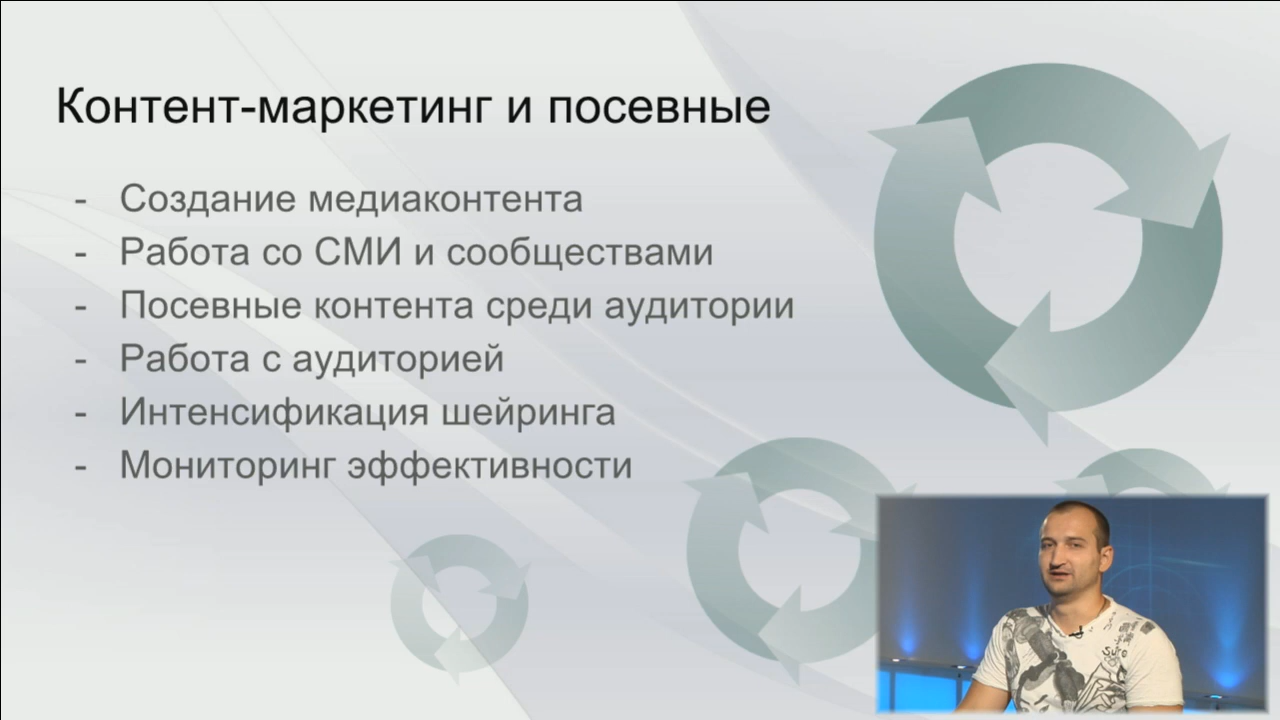 Контент-маркетинг и посевные
- Создание медиаконтента
- Работа со СМИ и сообществами
- Посевные контента среди аудитории
- Работа с аудиторией
- Интенсификация шейринга
- Мониторинг эффективности